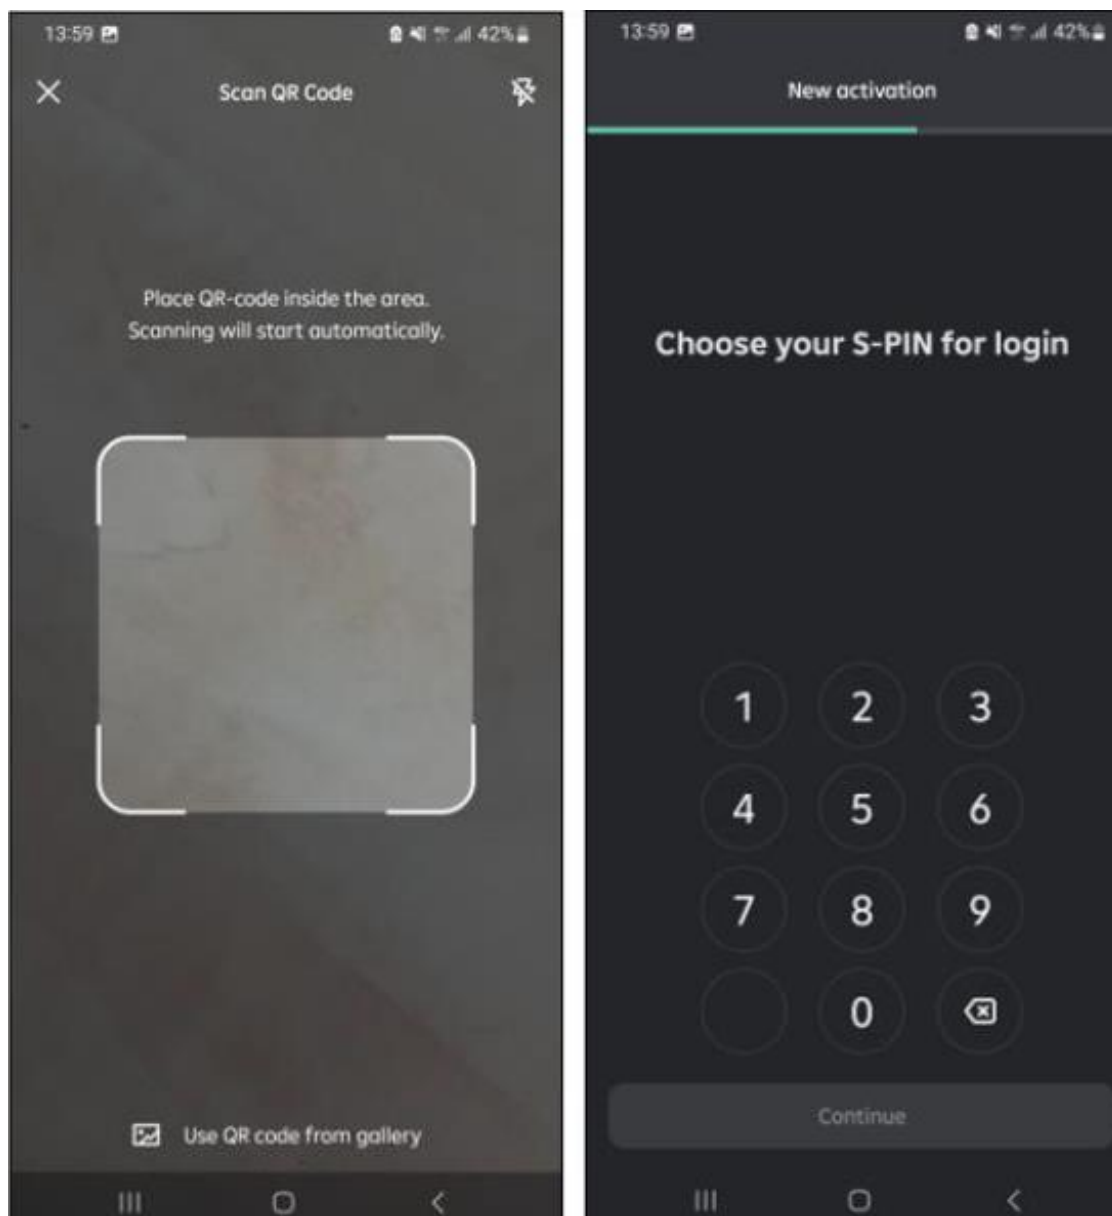 13:59
42%
Scan QR Code
Place QR-code inside the area.
Scanning will start automatically.
Use QR code from gallery
13:59
42%
New activation
Choose your S-PIN for login
1 2 3
4 5 6
7 8 9
0
Continue